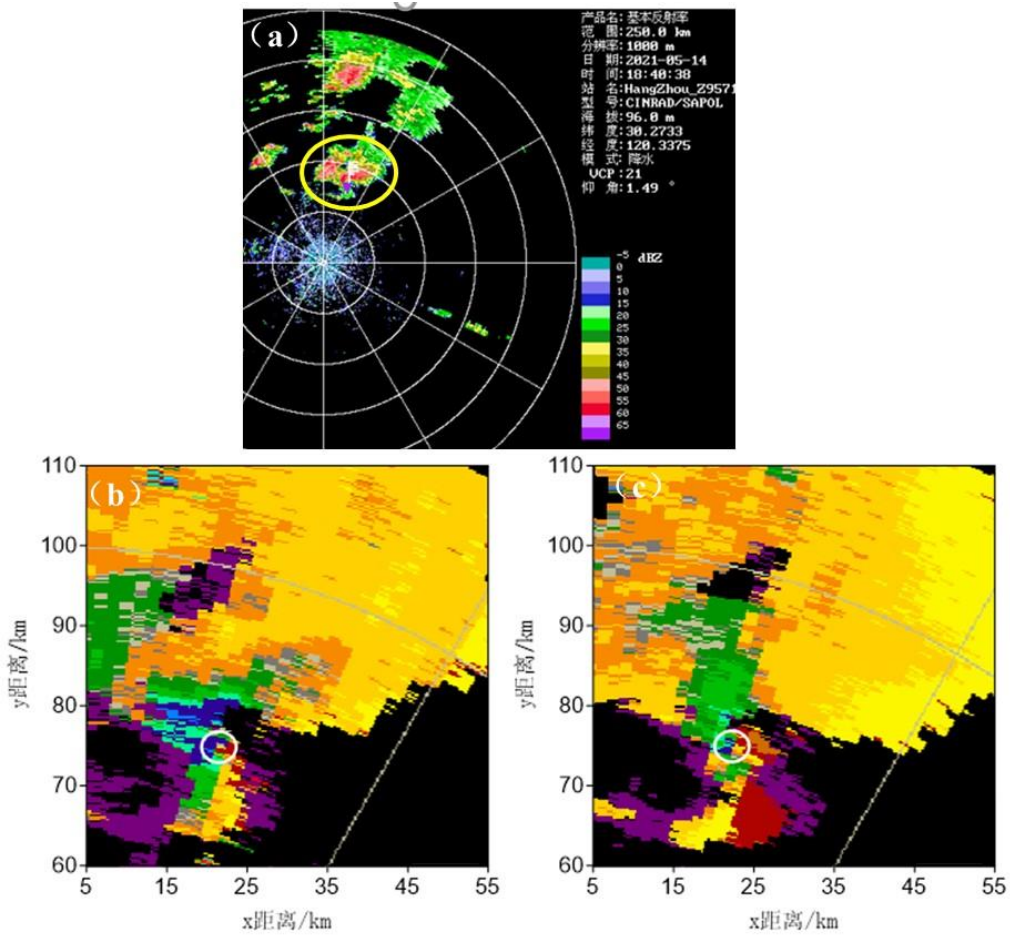 （a）
产品名：基本反射率
范 围：250.0 km
分辨率：1000 m
日 期：2021-05-14
时 间：18:40:38
站 名：HangZhou_Z9571
型 号：CINRAD/SAPOL
海 拔：96.0 m
纬 度：30.2733
经 度：120.3375
模 式：降水
VCP：21
仰 角：1.49 °
-5 dBZ
0
5
10
15
20
25
30
35
40
45
50
55
60
65
（b）
110
100
90
80
70
60
y距离/km
5 15 25 35 45 55
x距离/km
（c）
110
100
90
80
70
60
y距离/km
5 15 25 35 45 55
x距离/km